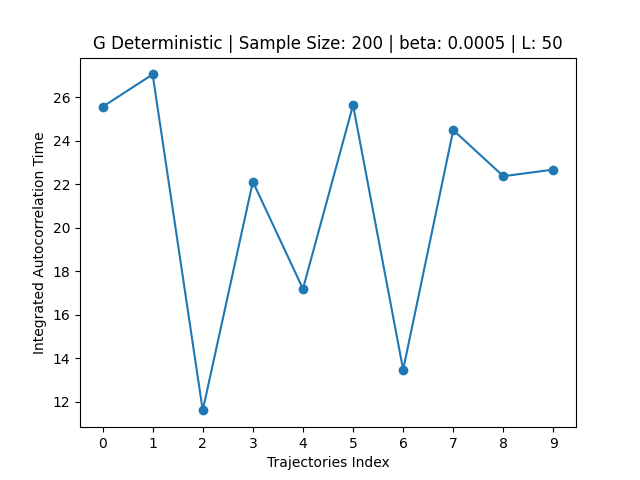 G Deterministic | Sample Size: 200 | beta: 0.0005 | L: 50
Integrated Autocorrelation Time
26
24
22
20
18
16
14
12
0 1 2 3 4 5 6 7 8 9
Trajectories Index